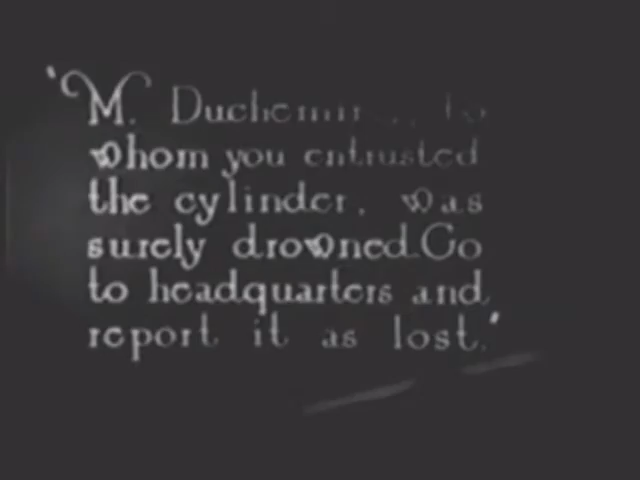 'M. Duchemin, to
whom you entrusted
the cylinder, was
surely drowned. Go
to headquarters and
report it as lost.'